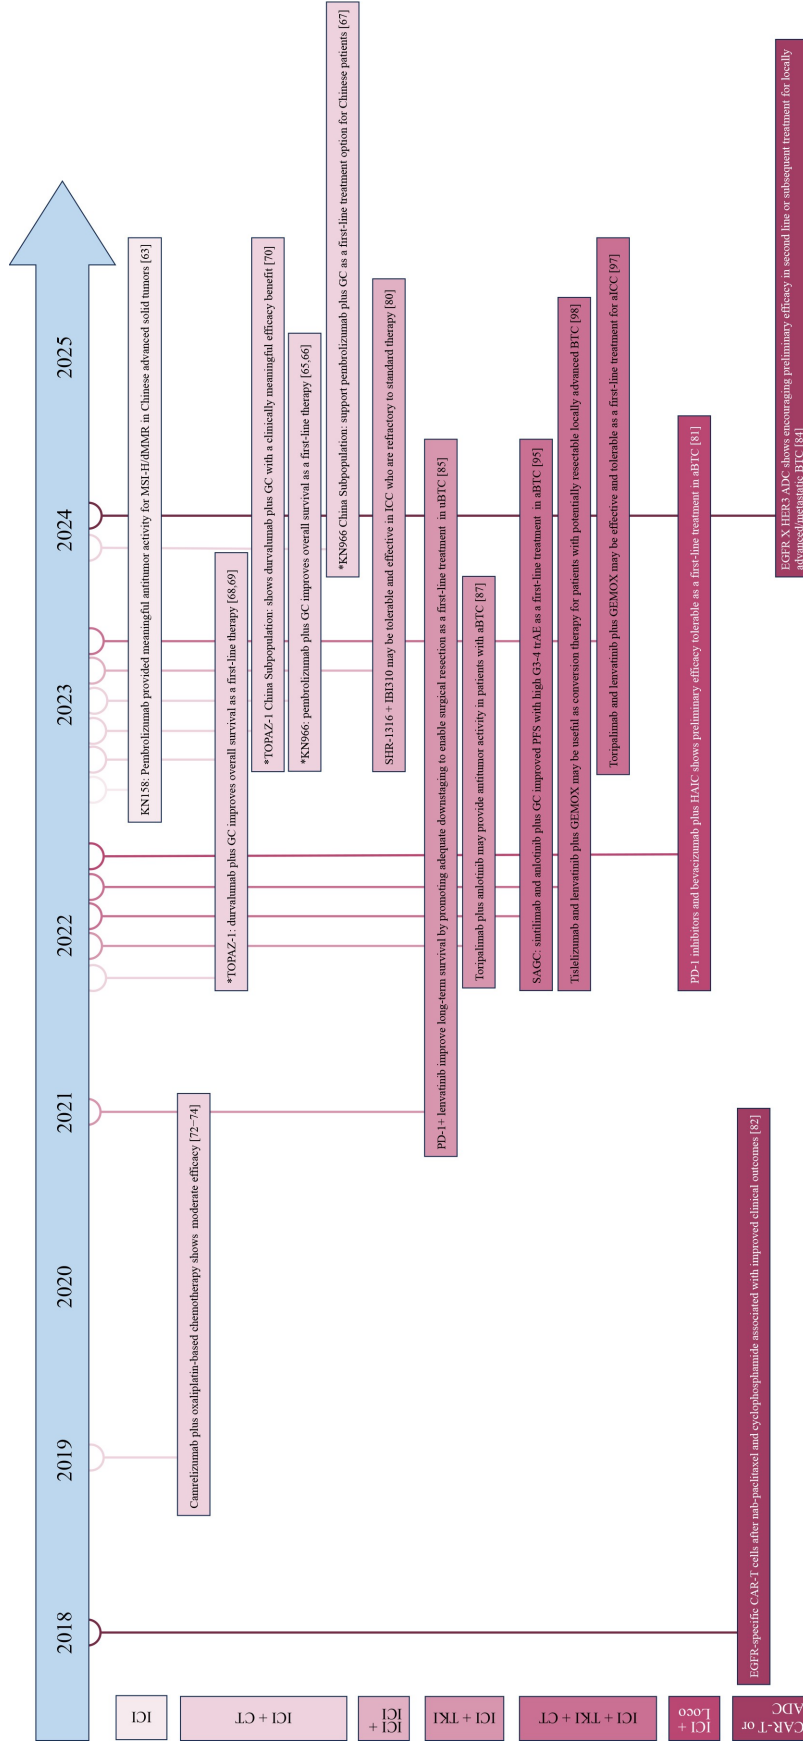 2018
2019
2020
2021
2022
2023
2024
2025
ICI
KN158: Pembrolizumab provided meaningful antitumor activity for MSI-H/dMMR in Chinese advanced solid tumors [63]
ICI + CT
Camrelizumab plus oxaliplatin-based chemotherapy shows moderate efficacy [72–74]
*TOPAZ-1: durvalumab plus GC improves overall survival as a first-line therapy [68,69]
*TOPAZ-1 China Subpopulation: shows durvalumab plus GC with a clinically meaningful efficacy benefit [70]
*KN966: pembrolizumab plus GC improves overall survival as a first-line therapy [65,66]
*KN966 China Subpopulation: support pembrolizumab plus GC as a first-line treatment option for Chinese patients [67]
ICI +
ICI
SHR-1316 + IBI310 may be tolerable and effective in ICC who are refractory to standard therapy [80]
ICI + TKI
PD-1+ lenvatinib improve long-term survival by promoting adequate downstaging to enable surgical resection as a first-line treatment in uBTC [85]
Toripalimab plus anlotinib may provide antitumor activity in patients with aBTC [87]
ICI + TKI + CT
SAGC: sintilimab and anlotinib plus GC improved PFS with high G3-4 trAE as a first-line treatment in aBTC [95]
Tislelizumab and lenvatinib plus GEMOX may be useful as conversion therapy for patients with potentially resectable locally advanced BTC [98]
Toripalimab and lenvatinib plus GEMOX may be effective and tolerable as a first-line treatment for aICC [97]
ICI +
Loco
PD-1 inhibitors and bevacizumab plus HAIC shows preliminary efficacy tolerable as a first-line treatment in aBTC [81]
CAR-T or
ADC
EGFR-specific CAR-T cells after nab-paclitaxel and cyclophosphamide associated with improved clinical outcomes [82]
EGFR X HER3 ADC shows encouraging preliminary efficacy in second line or subsequent treatment for locally
advanced/metastatic BTC [84]